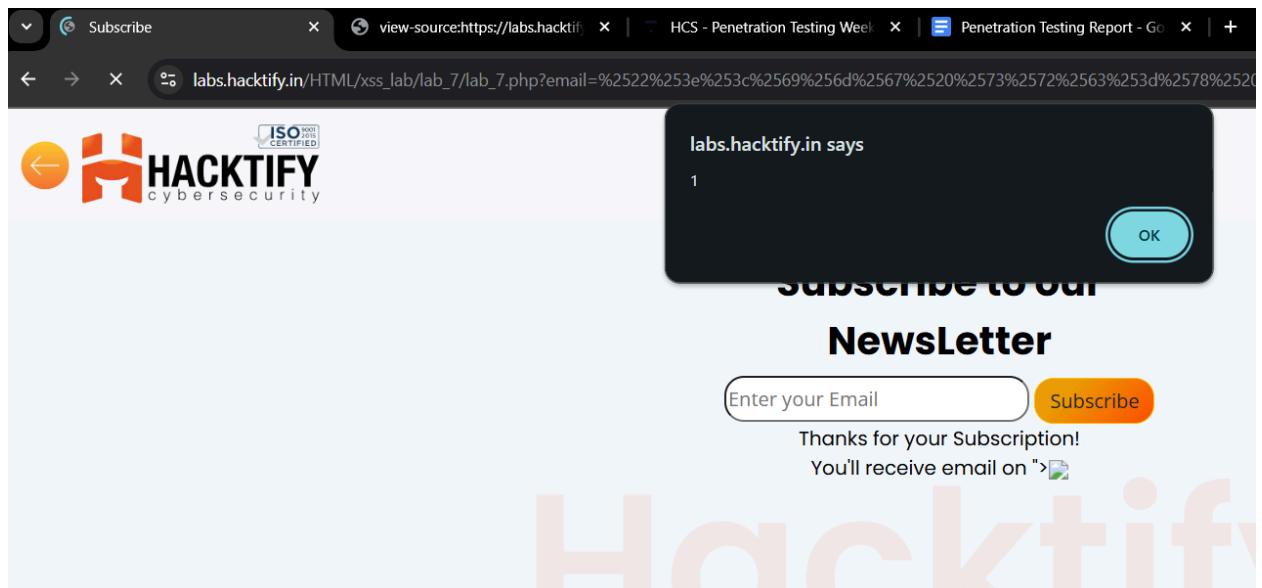 Subscribe
view-source:https://labs.hacktify
HCS - Penetration Testing Week
Penetration Testing Report - Go
labs.hacktify.in/HTML/xss_lab/lab_7/lab_7.php?email=%2522%253e%253c%2569%256d%2567%2520%2573%2572%2563%253d%2578%2520
ISO 9001 2015
CERTIFIED
HACKTIFY
cybersecurity
labs.hacktify.in says
1
OK
Subscribe to our
NewsLetter
Enter your Email
Subscribe
Thanks for your Subscription!
You'll receive email on ">
Hacktify